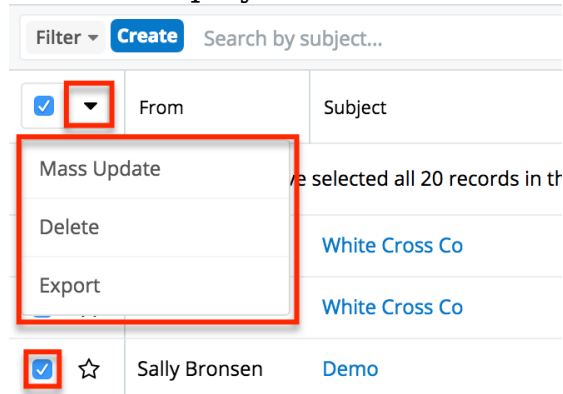 Filter Create Search by subject...
From Subject
Mass Update
selected all 20 records in
Delete
White Cross Co
Export
White Cross Co
Sally Bronsen Demo